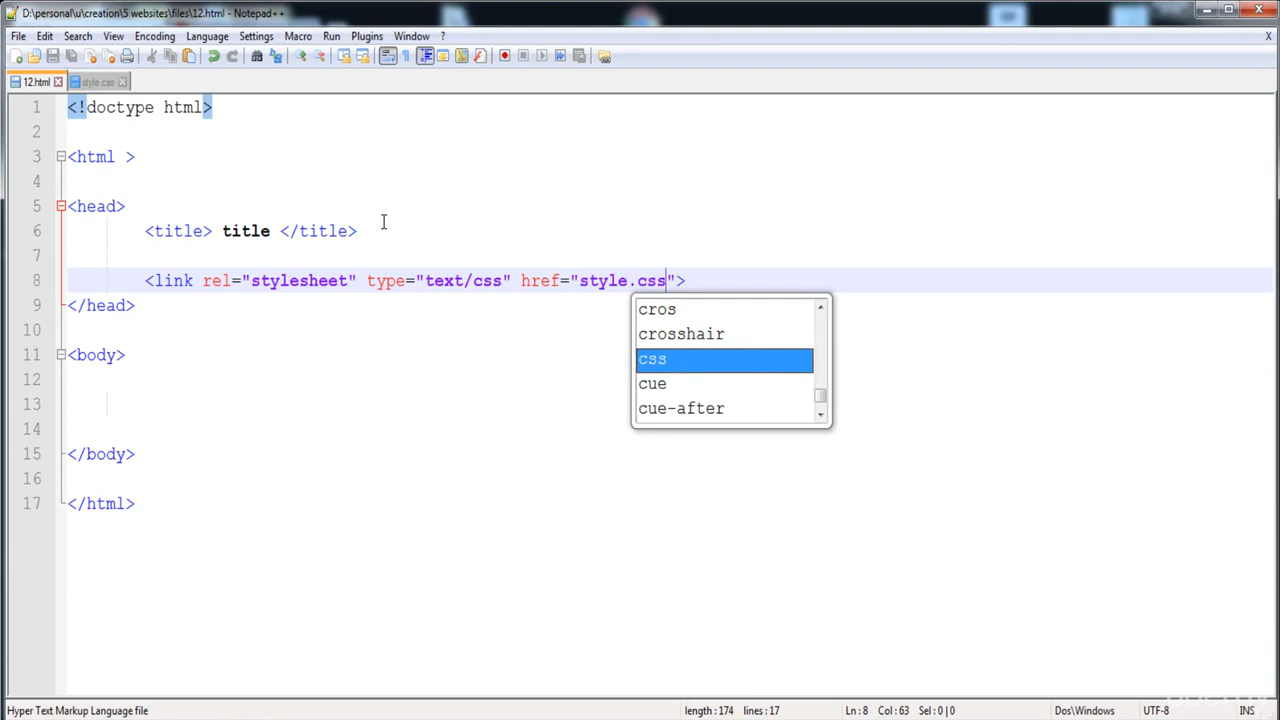 D:\personal\u\creation\5 websites\files\12.html - Notepad++
File Edit Search View Encoding Language Settings Macro Run Plugins Window ? X
12.html style.css
1 <!doctype html>
2
3 <html >
4
5 <head>
6 <title> title </title>
7
8 <link rel="stylesheet" type="text/css" href="style.css">
9 </head>
cros
10
crosshair
11 <body>
css
12
cue
13
cue-after
14
15 </body>
16
17 </html>
Hyper Text Markup Language file length : 174 lines : 17 Ln : 8 Col : 63 Sel : 0 | 0 Dos\Windows UTF-8 INS